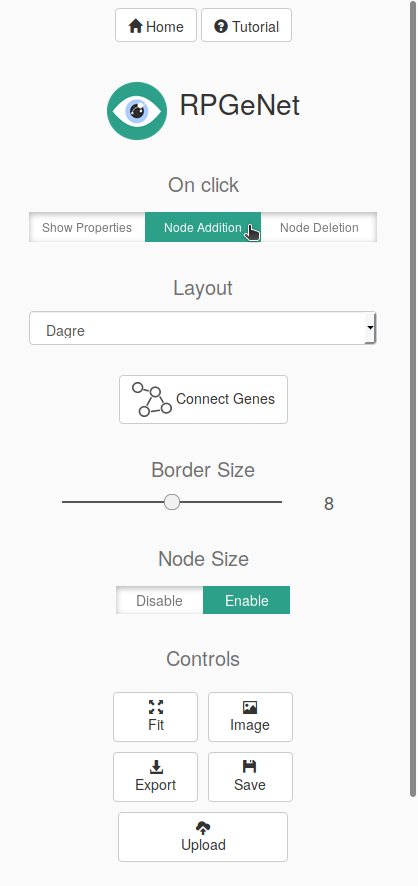 Home Tutorial
RPGeNet
On click
Show Properties Node Addition Node Deletion
Layout
Dagre
Connect Genes
Border Size
8
Node Size
Disable Enable
Controls
Fit Image
Export Save
Upload